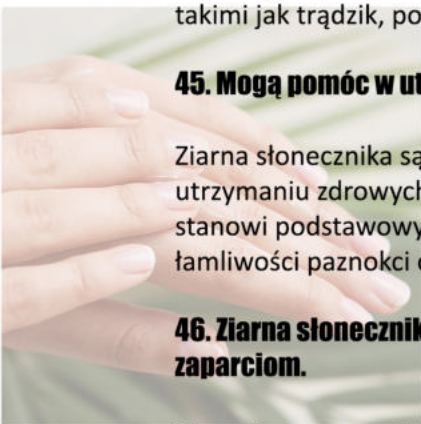 takimi jak trądzik, po
45. Mogą pomóc w ut
Ziarna słonecznika są
utrzymaniu zdrowych
stanowi podstawowy
łamliwości paznokci
46. Ziarna słonecznik
zaparciom.